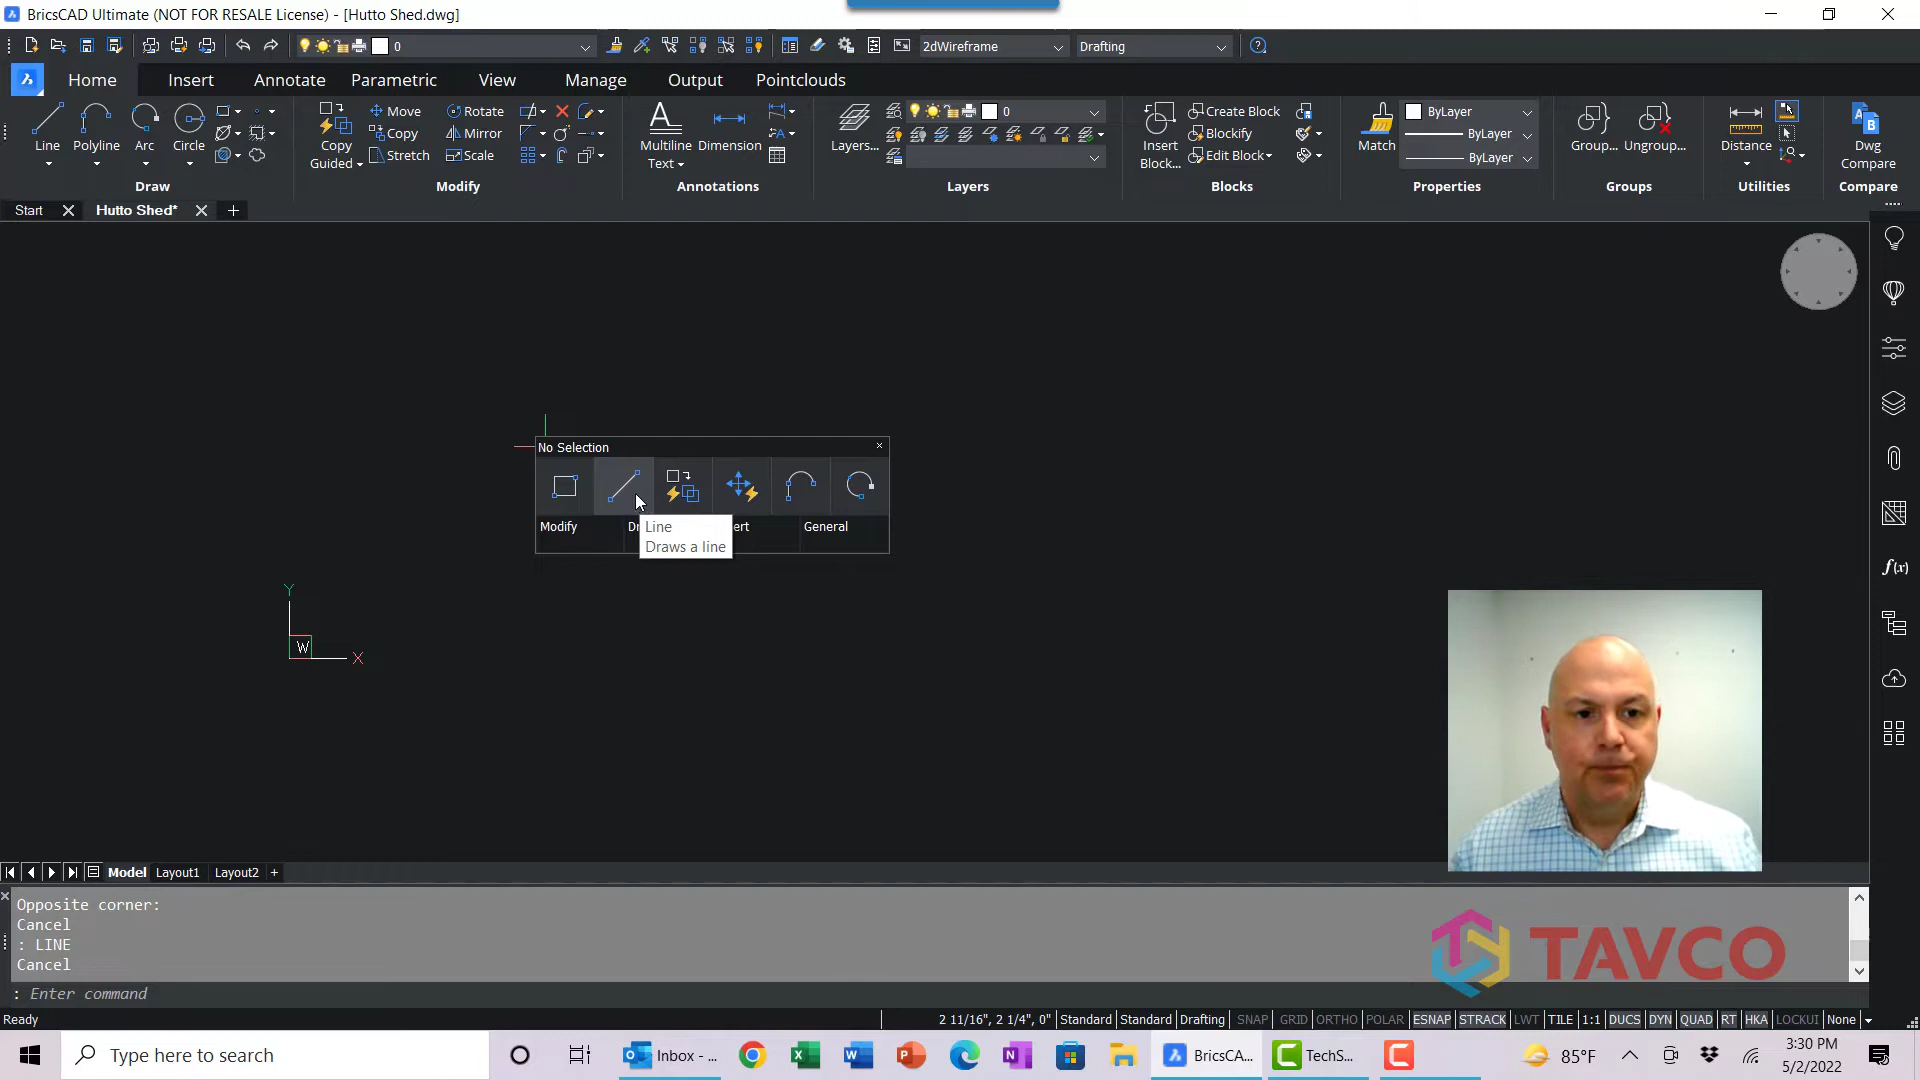 BricsCAD Ultimate (NOT FOR RESALE License) - [Hutto Shed.dwg]
0 2dWireframe Drafting
Home Insert Annotate Parametric View Manage Output Pointclouds
Line Polyline Arc Circle
Draw
Copy Guided
Move Rotate
Copy Mirror
Stretch Scale
Modify
Multiline Text Dimension
Annotations
Layers...
0
Layers
Insert Block...
Create Block
Blockify
Edit Block
Blocks
Match
ByLayer
ByLayer
ByLayer
Properties
Group... Ungroup...
Groups
Distance
Utilities
Dwg Compare
Compare
Start Hutto Shed*
No Selection
Modify Dr ert General
Line
Draws a line
Y
W X
f(x)
Model Layout1 Layout2 +
Opposite corner:
Cancel
: LINE
Cancel
TAVCO
: Enter command
Ready 2 11/16", 2 1/4", 0" Standard Standard Drafting SNAP GRID ORTHO POLAR ESNAP STRACK LWT TILE 1:1 DUCS DYN QUAD RT HKA LOCKUI None
Type here to search Inbox - ... BricsCA... TechS... 85°F
3:30 PM
5/2/2022